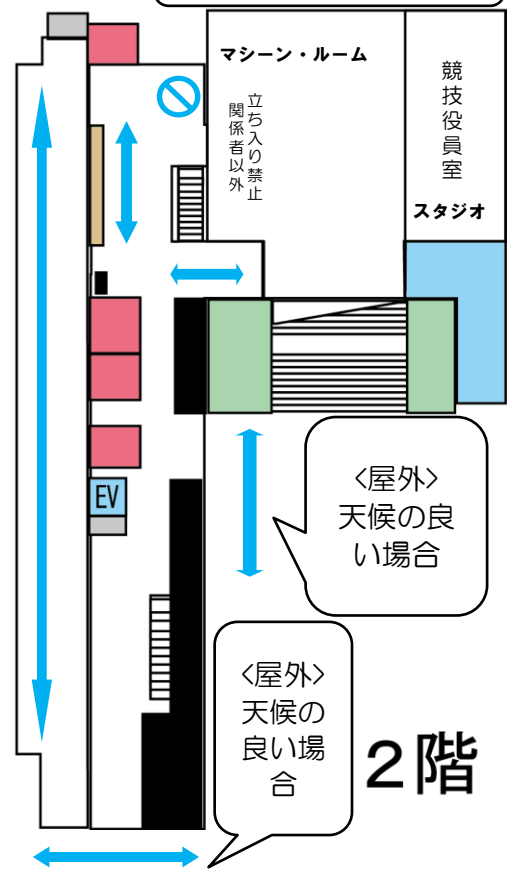 マシーン・ルーム
立ち入り禁止
関係者以外
競技役員室
スタジオ
EV
<屋外>
天候の良
い場合
<屋外>
天候の
良い場
合
2階